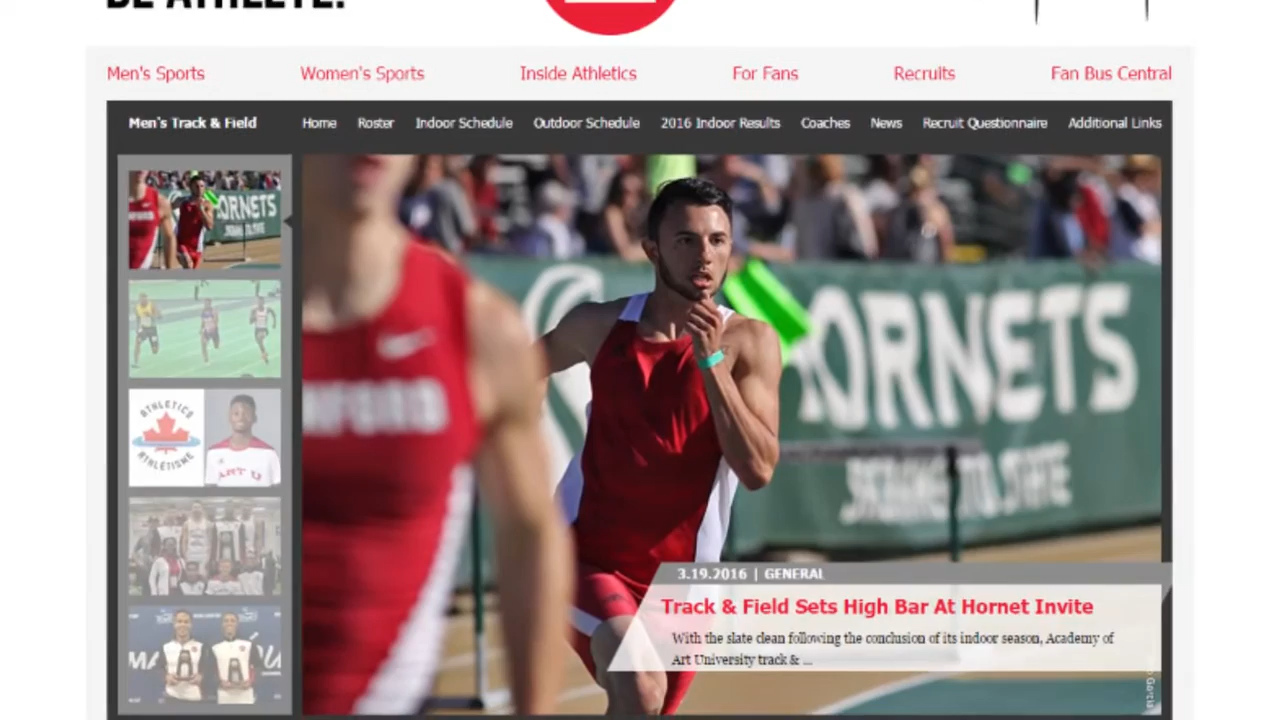 BE ATHLETE.
Men's Sports Women's Sports Inside Athletics For Fans Recruits Fan Bus Central
Men's Track & Field Home Roster Indoor Schedule Outdoor Schedule 2016 Indoor Results Coaches News Recruit Questionnaire Additional Links
ORNETS
ATHLETICS
ATHLÉTISME
ART U
HORNETS
3.19.2016 | GENERAL
Track & Field Sets High Bar At Hornet Invite
With the slate clean following the conclusion of its indoor season, Academy of
Art University track & ...